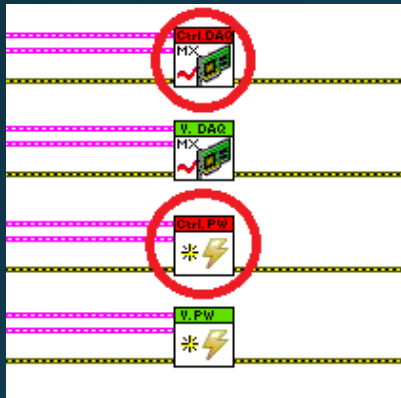 Ctrl.DAQ
MX
V. DAQ
MX
Ctrl.PW
V.PW